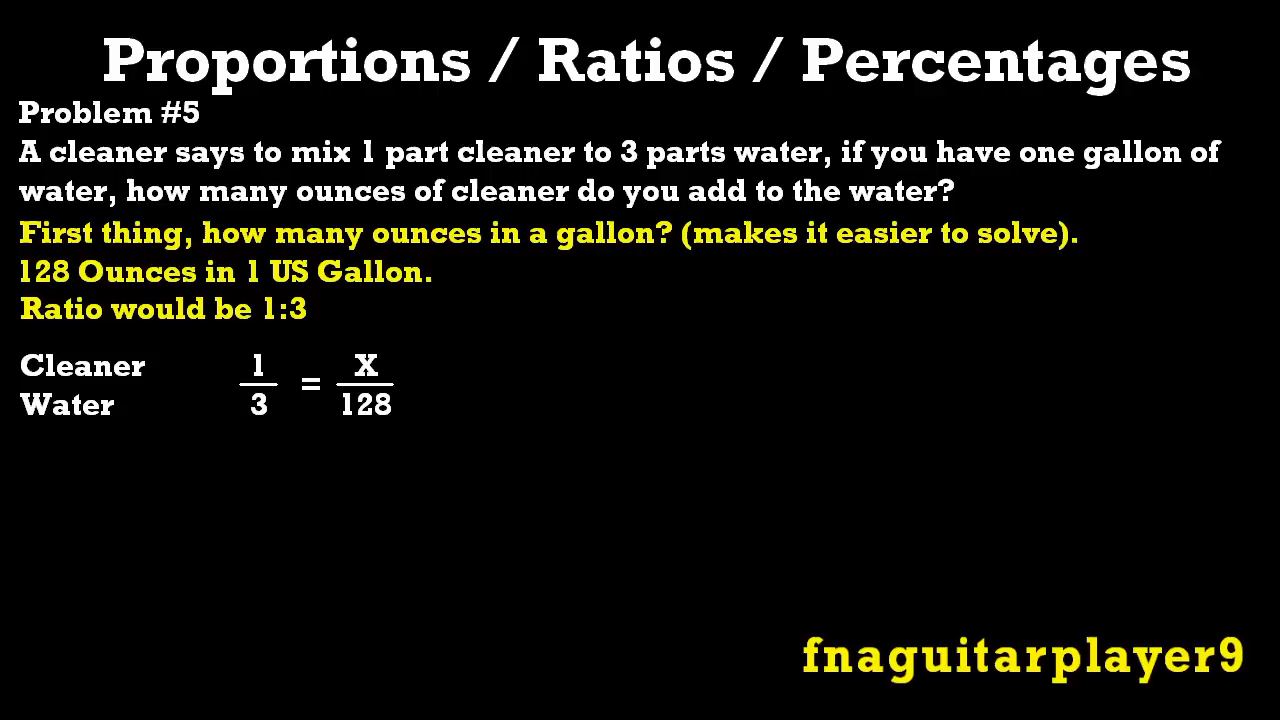 Proportions / Ratios / Percentages
Problem #5
A cleaner says to mix 1 part cleaner to 3 parts water, if you have one gallon of
water, how many ounces of cleaner do you add to the water?
First thing, how many ounces in a gallon? (makes it easier to solve).
128 Ounces in 1 US Gallon.
Ratio would be 1:3
Cleaner 1 = X
Water 3 128
fnaguitarplayer9